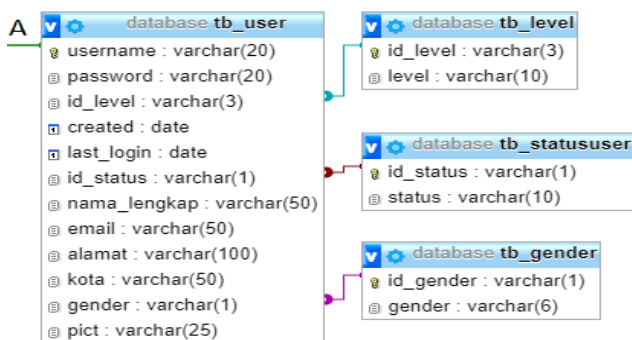 A
v database tb_user
username : varchar(20)
password : varchar(20)
id_level : varchar(3)
created : date
last_login : date
id_status : varchar(1)
nama_lengkap : varchar(50)
email : varchar(50)
alamat : varchar(100)
kota : varchar(50)
gender : varchar(1)
pict : varchar(25)
v database tb_level
id_level : varchar(3)
level : varchar(10)
v database tb_statususer
id_status : varchar(1)
status : varchar(10)
v database tb_gender
id_gender : varchar(1)
gender : varchar(6)